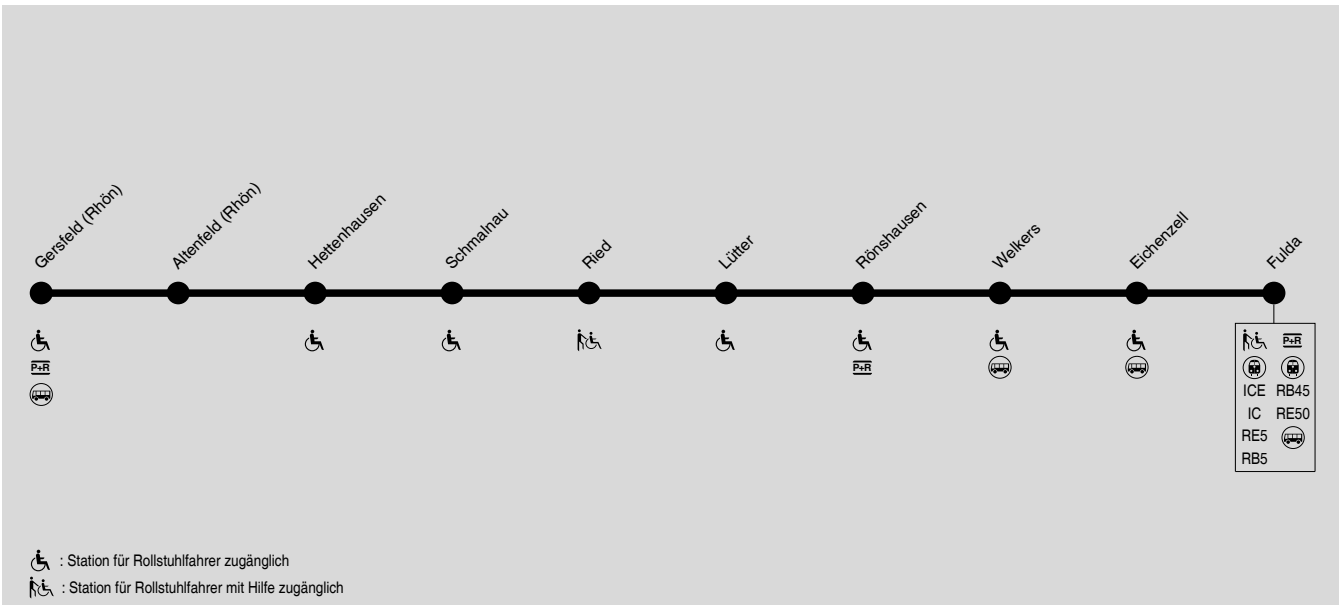 Gersfeld (Rhön)
Altenfeld (Rhön)
Hettenhausen
Schmalnau
Ried
Lütter
Rönshausen
Welkers
Eichenzell
Fulda
P+R
P+R
P+R
ICE RB45
IC RE50
RE5
RB5
: Station für Rollstuhlfahrer zugänglich
: Station für Rollstuhlfahrer mit Hilfe zugänglich